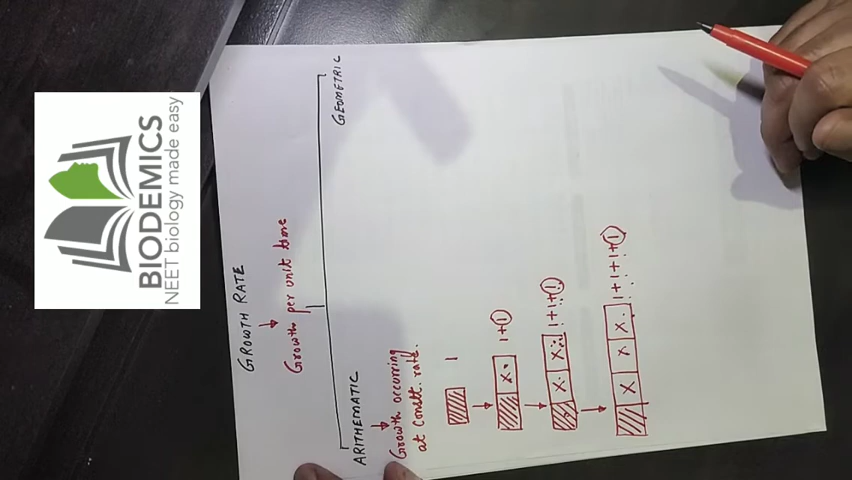 BIODEMICS
NEET biology made easy
GROWTH RATE
Growth per unit time
ARITHEMATIC
GEOMETRIC
Growth occurring
at constt. rate.
1
1+1
1+1+1
1+1+1+1